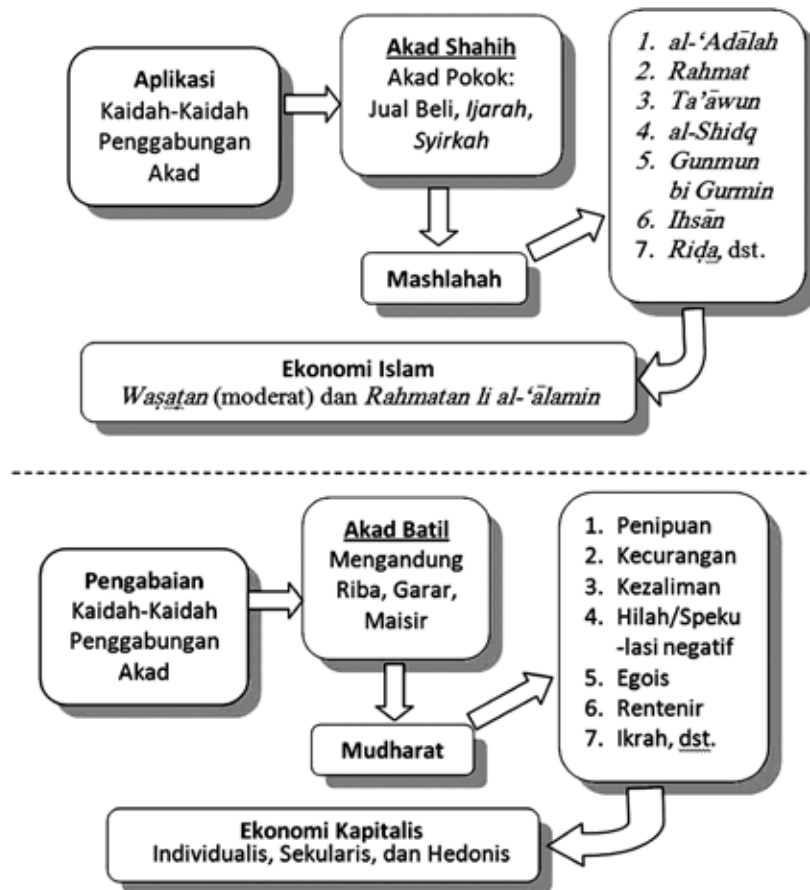 Aplikasi
Kaidah-Kaidah
Penggabungan
Akad
Akad Shahih
Akad Pokok:
Jual Beli, Ijarah,
Syirkah
Mashlahah
1. al-‘Adālah
2. Rahmat
3. Ta’āwun
4. al-Shidq
5. Gunmun
bi Gurmin
6. Ihsān
7. Riḍa, dst.
Ekonomi Islam
Waṣaṭan (moderat) dan Rahmatan li al-‘ālamin
Pengabaian
Kaidah-Kaidah
Penggabungan
Akad
Akad Batil
Mengandung
Riba, Garar,
Maisir
Mudharat
1. Penipuan
2. Kecurangan
3. Kezaliman
4. Hilah/Speku
-lasi negatif
5. Egois
6. Rentenir
7. Ikrah, dst.
Ekonomi Kapitalis
Individualis, Sekularis, dan Hedonis